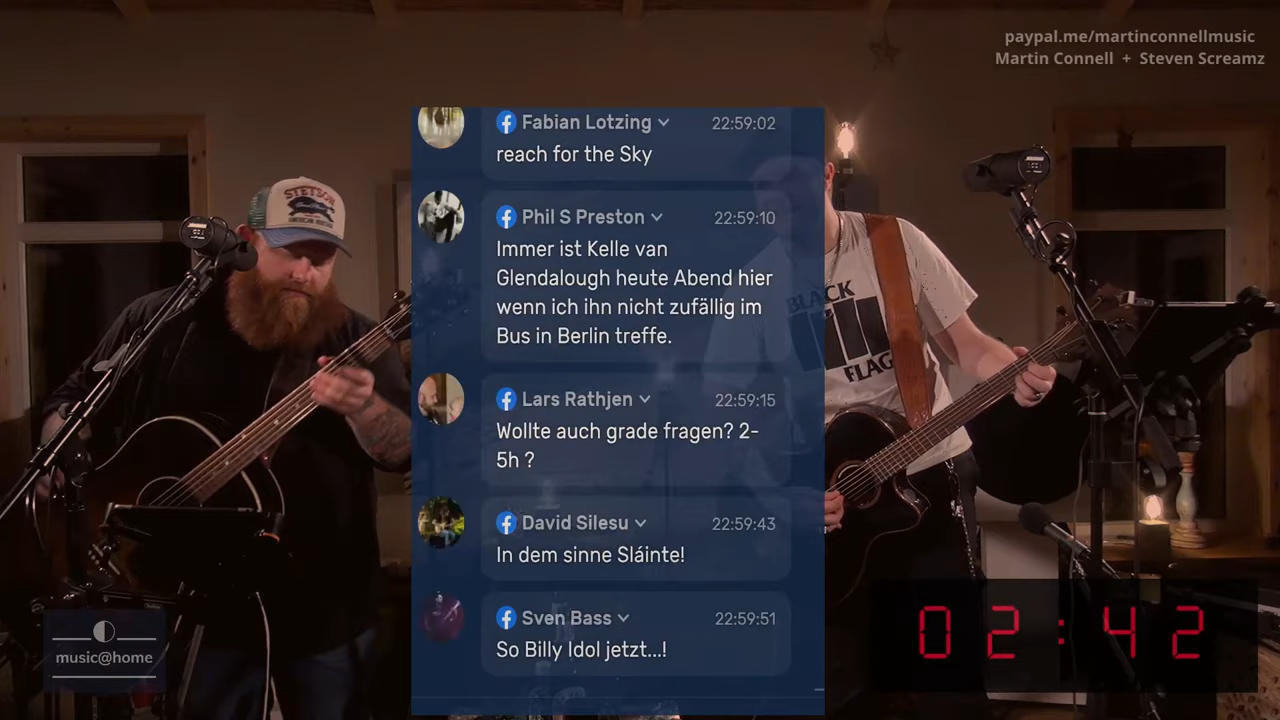 paypal.me/martinconnellmusic
Martin Connell + Steven Screamz
Fabian Lotzing 22:59:02
reach for the Sky
Phil S Preston 22:59:10
Immer ist Kelle van
Glendalough heute Abend hier
wenn ich ihn nicht zufällig im
Bus in Berlin treffe.
Lars Rathjen 22:59:15
Wollte auch grade fragen? 2-
5h ?
David Silesu 22:59:43
In dem sinne Sláinte!
Sven Bass 22:59:51
So Billy Idol jetzt...!
STETSON
AMERICAN HERITAGE
BLACK
FLAG
music@home
02:42